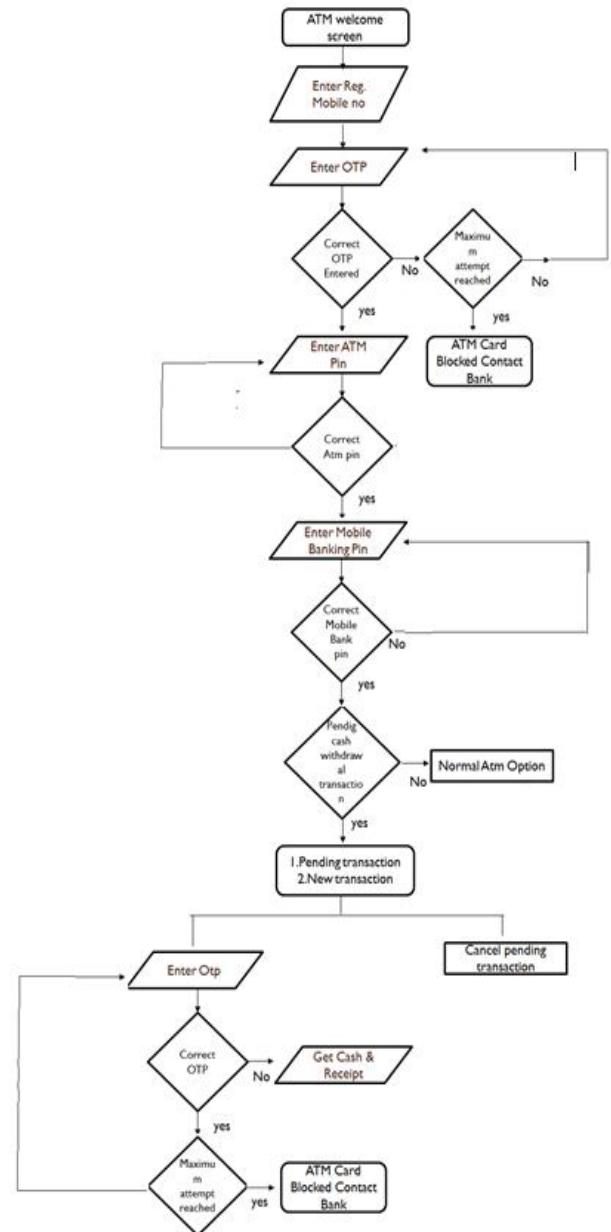 ATM welcome
screen
Enter Reg.
Mobile no
Enter OTP
Correct
OTP
Entered
No
Maximu
m
attempt
reached
No
yes
yes
ATM Card
Blocked Contact
Bank
Enter ATM
Pin
Correct
Atm pin
yes
Enter Mobile
Banking Pin
Correct
Mobile
Bank
pin
No
yes
Pendig
cash
withdraw
al
transactio
n
No
Normal Atm Option
yes
1.Pending transaction
2.New transaction
Enter Otp
Cancel pending
transaction
Correct
OTP
No
Get Cash &
Receipt
yes
Maximu
m
attempt
reached
yes
ATM Card
Blocked Contact
Bank